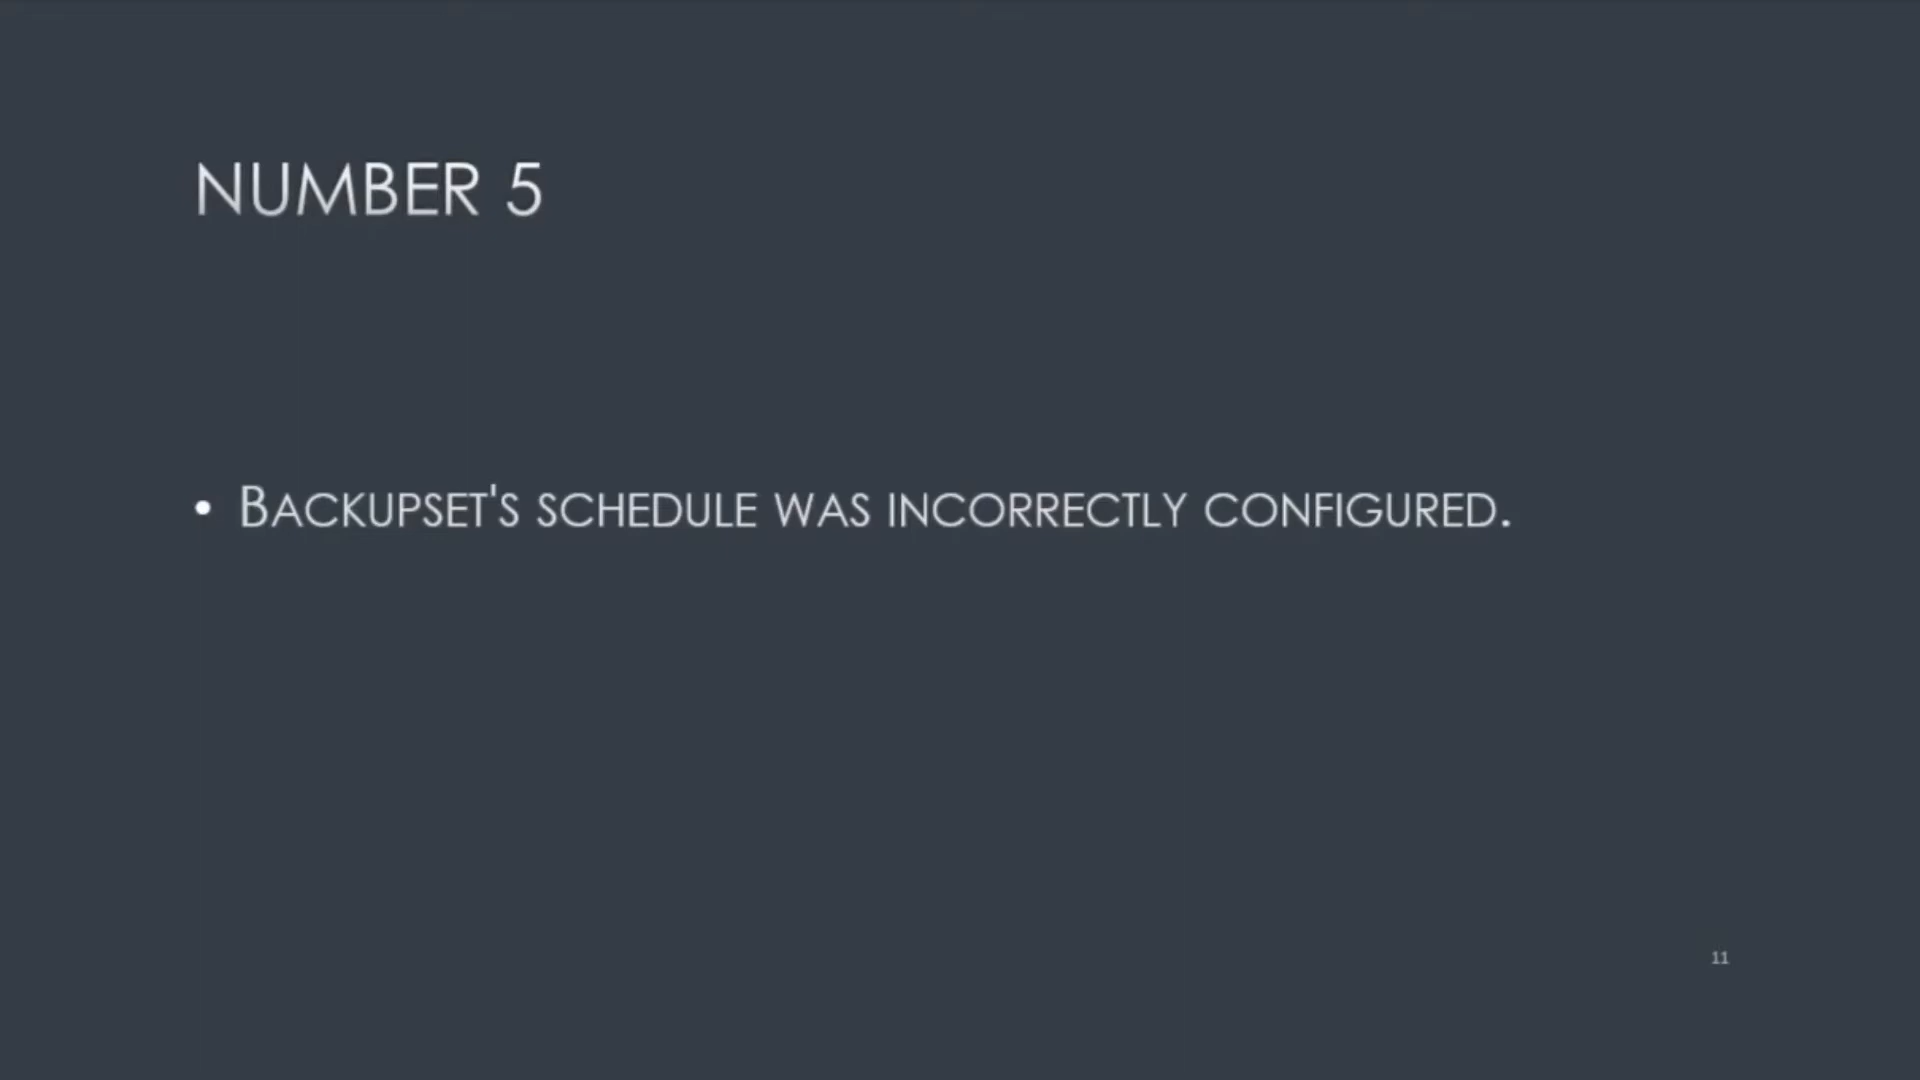 NUMBER 5
• BACKUPSET'S SCHEDULE WAS INCORRECTLY CONFIGURED.
11